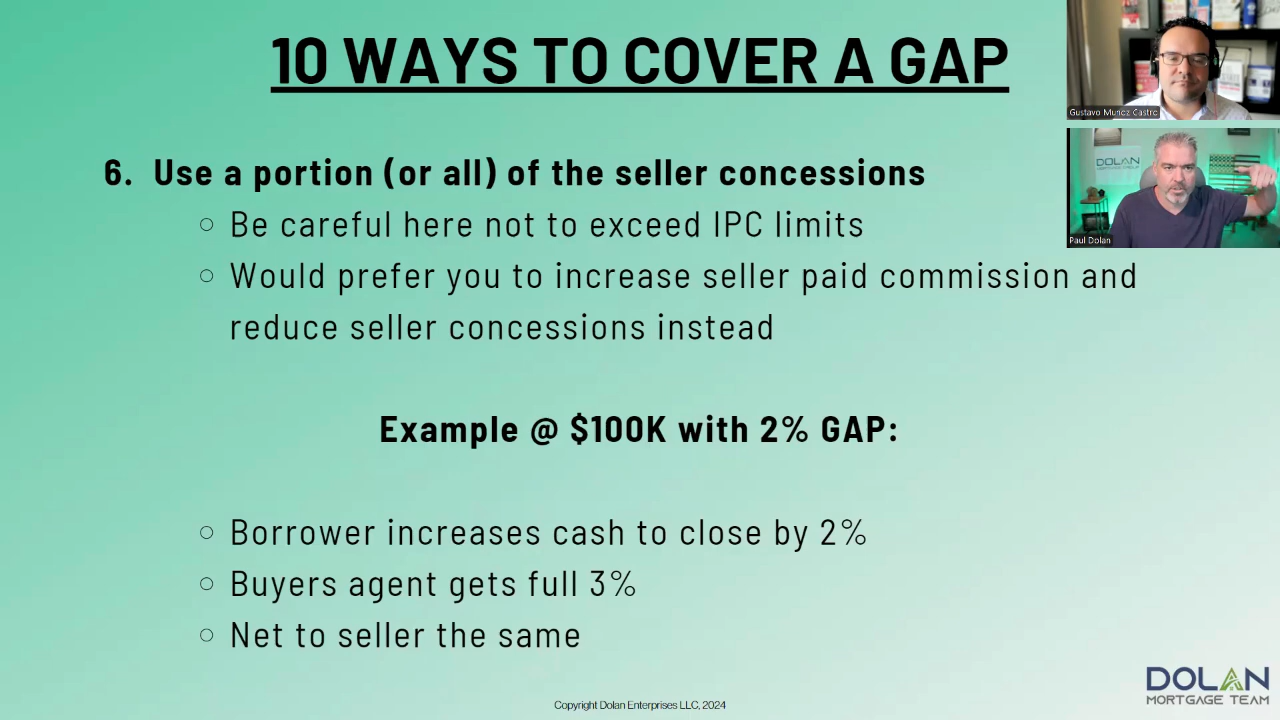 10 WAYS TO COVER A GAP
6. Use a portion (or all) of the seller concessions
Be careful here not to exceed IPC limits
Would prefer you to increase seller paid commission and
reduce seller concessions instead
Example @ $100K with 2% GAP:
Borrower increases cash to close by 2%
Buyers agent gets full 3%
Net to seller the same
Gustavo Munoz Castro
DOLAN
Paul Dolan
DOLAN
MORTGAGE TEAM
Copyright Dolan Enterprises LLC, 2024